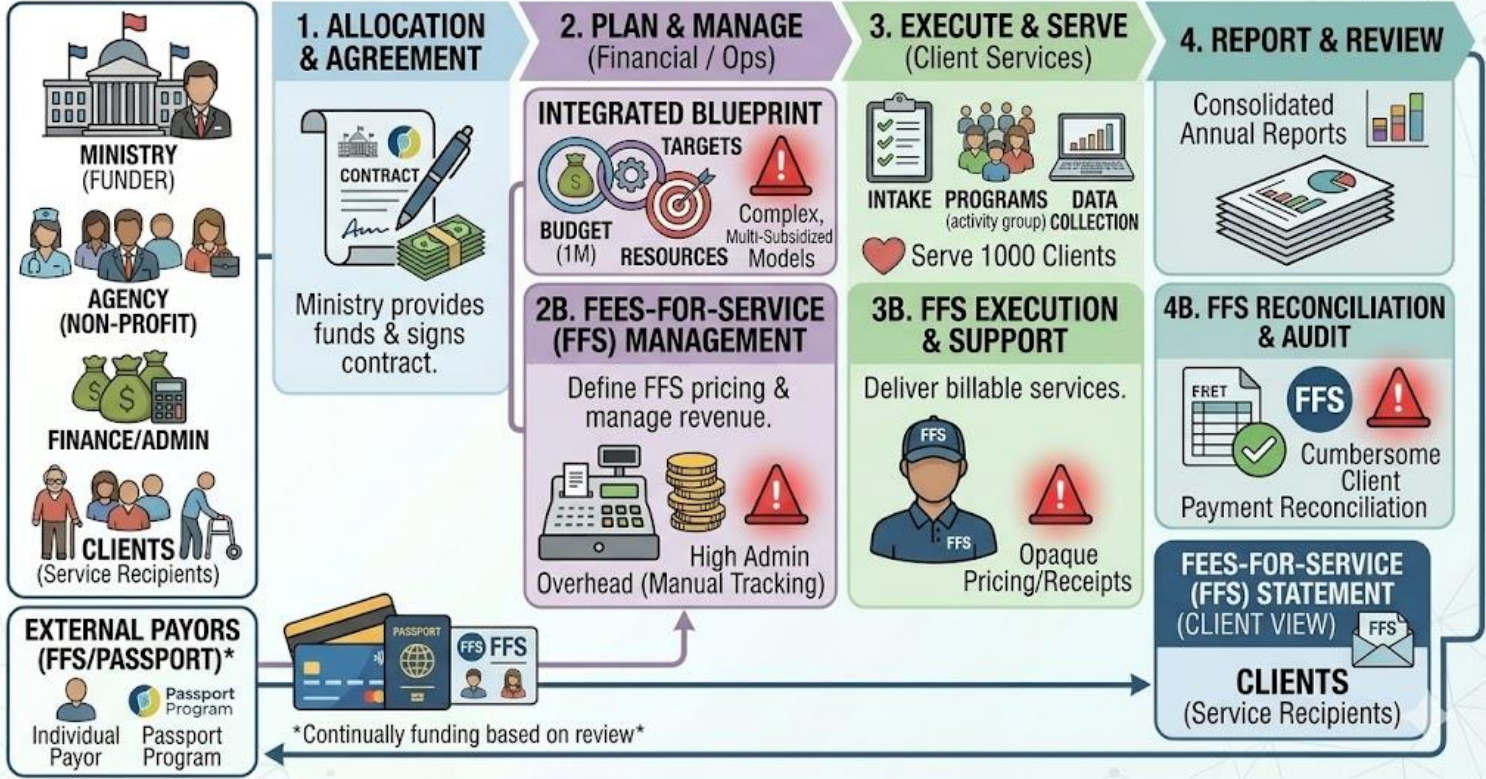 MINISTRY
(FUNDER)
AGENCY
(NON-PROFIT)
FINANCE/ADMIN
CLIENTS
(Service Recipients)
EXTERNAL PAYORS
(FFS/PASSPORT)*
Individual
Payor
Passport
Program
Passport
Program
1. ALLOCATION
& AGREEMENT
CONTRACT
Ministry provides
funds & signs
contract.
2. PLAN & MANAGE
(Financial / Ops)
INTEGRATED BLUEPRINT
TARGETS
BUDGET
(1M)
RESOURCES
Complex,
Multi-Subsidized
Models
2B. FEES-FOR-SERVICE
(FFS) MANAGEMENT
Define FFS pricing &
manage revenue.
High Admin
Overhead (Manual Tracking)
3. EXECUTE & SERVE
(Client Services)
INTAKE
PROGRAMS
(activity group)
DATA
COLLECTION
Serve 1000 Clients
3B. FFS EXECUTION
& SUPPORT
Deliver billable services.
FFS
FFS
Opaque
Pricing/Receipts
4. REPORT & REVIEW
Consolidated
Annual Reports
4B. FFS RECONCILIATION
& AUDIT
FRET
FFS
Cumbersome
Client
Payment Reconciliation
FEES-FOR-SERVICE
(FFS) STATEMENT
(CLIENT VIEW)
FFS
CLIENTS
(Service Recipients)
PASSPORT
FFS FFS
*Continually funding based on review*